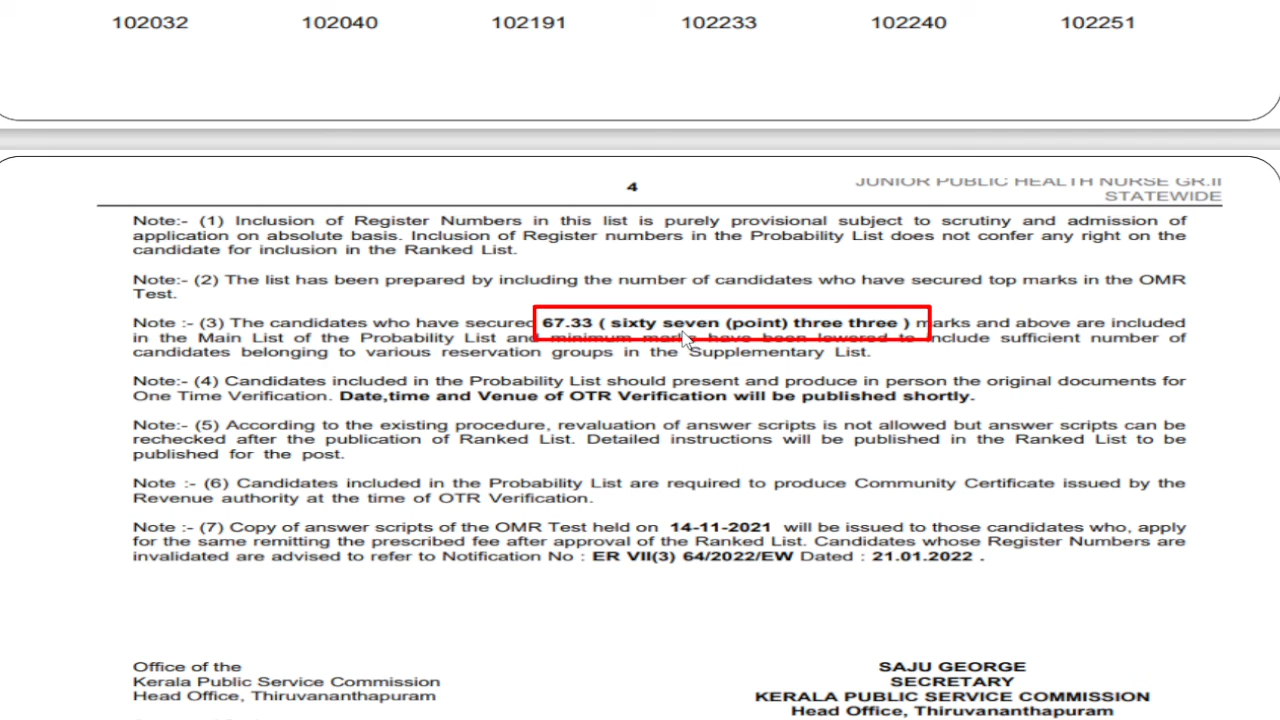 102032 102040 102191 102233 102240 102251
4
JUNIOR PUBLIC HEALTH NURSE GR.II
STATEWIDE
Note:- (1) Inclusion of Register Numbers in this list is purely provisional subject to scrutiny and admission of
application on absolute basis. Inclusion of Register numbers in the Probability List does not confer any right on the
candidate for inclusion in the Ranked List.
Note:- (2) The list has been prepared by including the number of candidates who have secured top marks in the OMR
Test.
Note :- (3) The candidates who have secured 67.33 ( sixty seven (point) three three ) marks and above are included
in the Main List of the Probability List and minimum marks have been lowered to include sufficient number of
candidates belonging to various reservation groups in the Supplementary List.
Note:- (4) Candidates included in the Probability List should present and produce in person the original documents for
One Time Verification. Date,time and Venue of OTR Verification will be published shortly.
Note:- (5) According to the existing procedure, revaluation of answer scripts is not allowed but answer scripts can be
rechecked after the publication of Ranked List. Detailed instructions will be published in the Ranked List to be
published for the post.
Note :- (6) Candidates included in the Probability List are required to produce Community Certificate issued by the
Revenue authority at the time of OTR Verification.
Note :- (7) Copy of answer scripts of the OMR Test held on 14-11-2021 will be issued to those candidates who, apply
for the same remitting the prescribed fee after approval of the Ranked List. Candidates whose Register Numbers are
invalidated are advised to refer to Notification No : ER VII(3) 64/2022/EW Dated : 21.01.2022 .
Office of the
Kerala Public Service Commission
Head Office, Thiruvananthapuram
SAJU GEORGE
SECRETARY
KERALA PUBLIC SERVICE COMMISSION
Head Office, Thiruvananthapuram